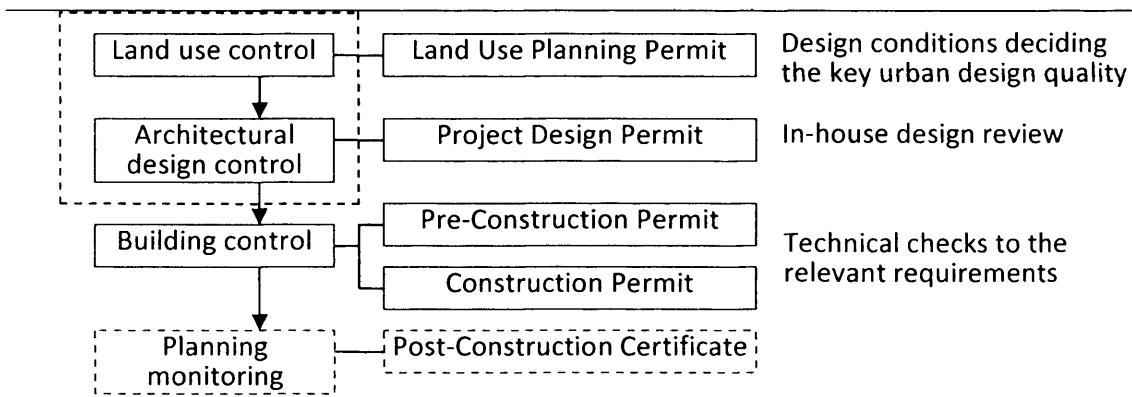 Land use control
Land Use Planning Permit
Design conditions deciding
the key urban design quality
Architectural
design control
Project Design Permit
In-house design review
Building control
Pre-Construction Permit
Construction Permit
Technical checks to the
relevant requirements
Planning
monitoring
Post-Construction Certificate